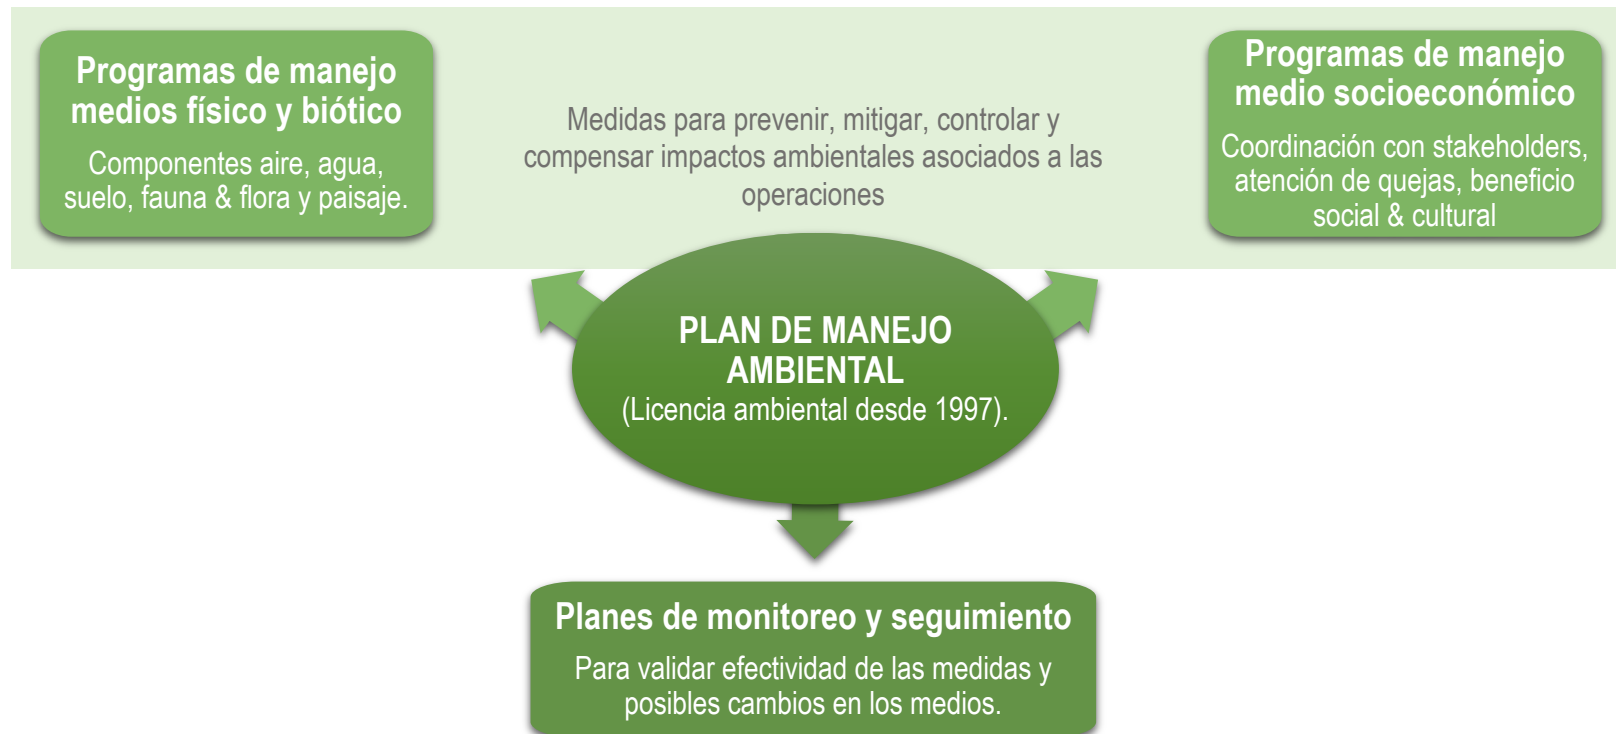 Programas de manejo
medios físico y biótico
Componentes aire, agua,
suelo, fauna & flora y paisaje.
Medidas para prevenir, mitigar, controlar y
compensar impactos ambientales asociados a las
operaciones
Programas de manejo
medio socioeconómico
Coordinación con stakeholders,
atención de quejas, beneficio
social & cultural
PLAN DE MANEJO
AMBIENTAL
(Licencia ambiental desde 1997).
Planes de monitoreo y seguimiento
Para validar efectividad de las medidas y
posibles cambios en los medios.